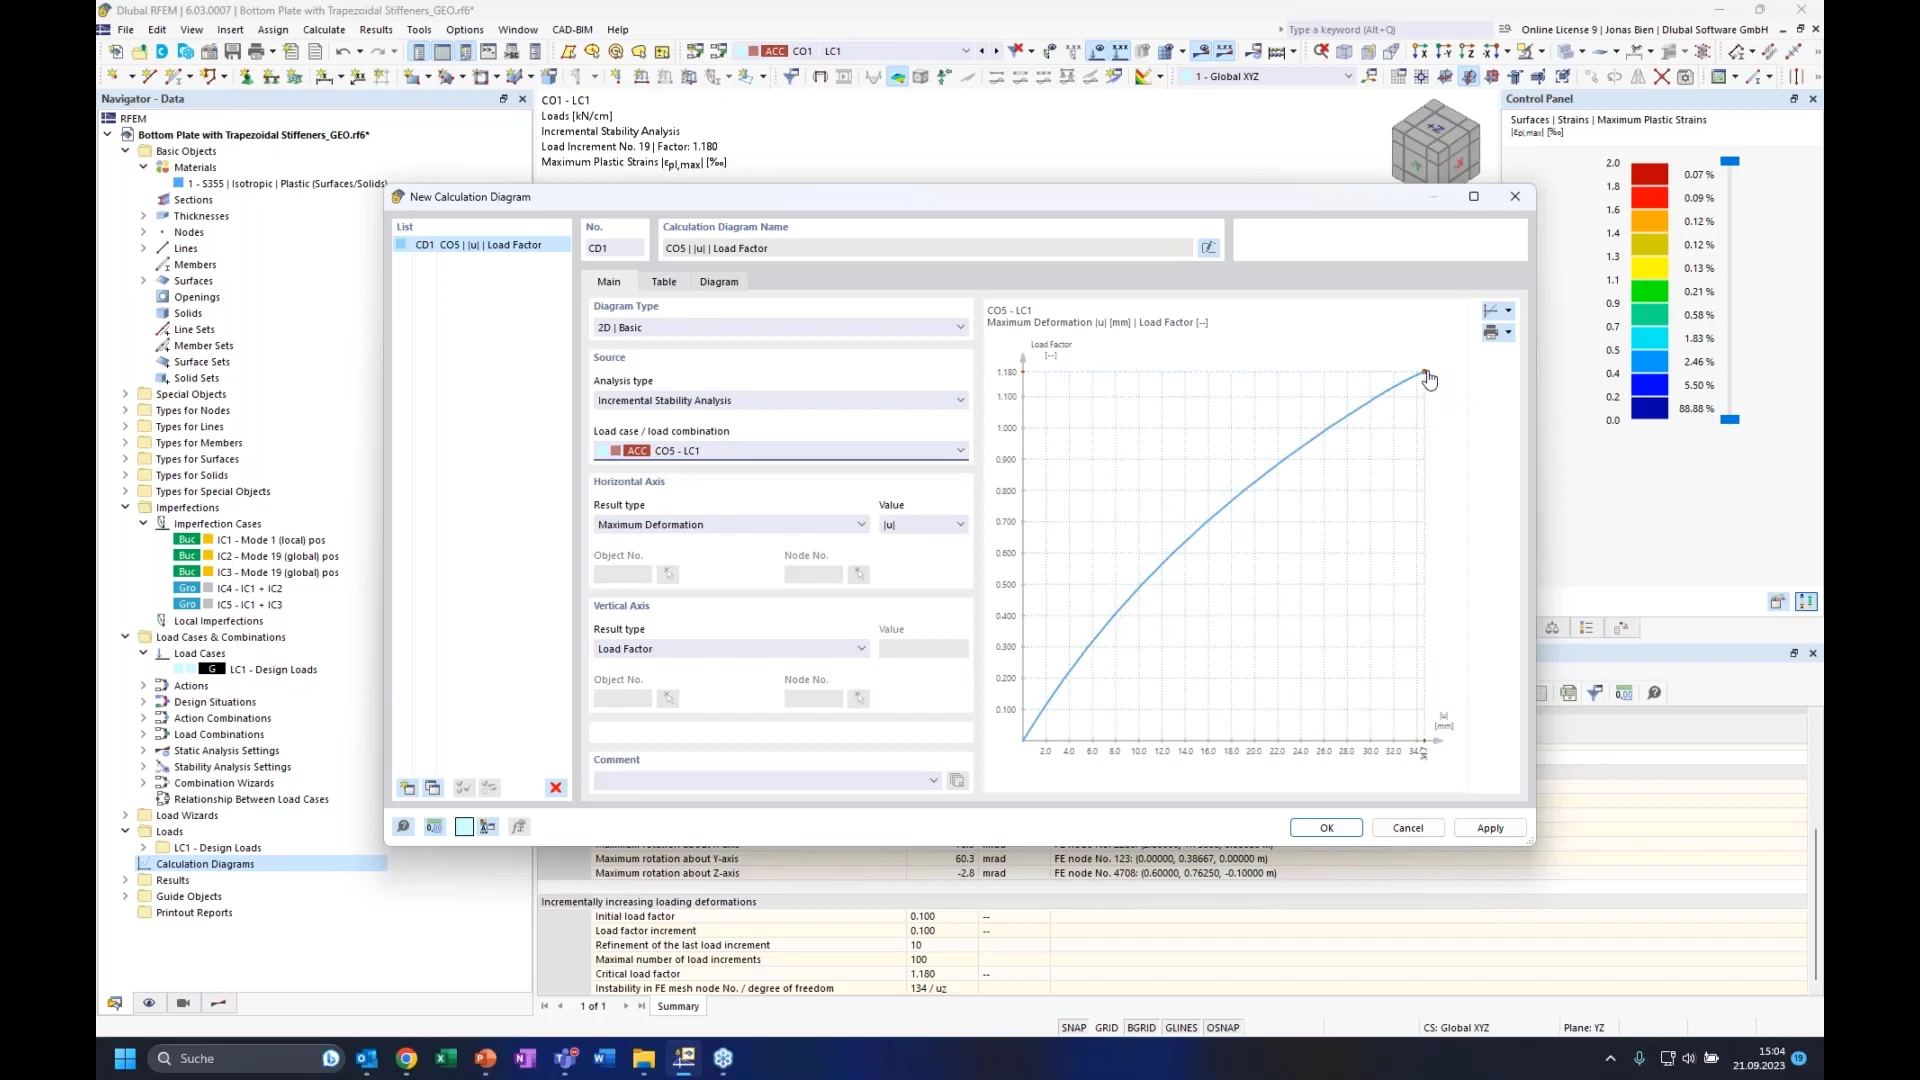 Dlubal RFEM | 6.03.0007 | Bottom Plate with Trapezoidal Stiffeners_GEO.rf6*
File Edit View Insert Assign Calculate Results Tools Options Window CAD-BIM Help
Type a keyword (Alt+Q)
Online License 9 | Jonas Bien | Dlubal Software GmbH
ACC CO1 LC1
1 - Global XYZ
Navigator - Data
RFEM
Bottom Plate with Trapezoidal Stiffeners_GEO.rf6*
Basic Objects
Materials
1 - S355 | Isotropic | Plastic (Surfaces/Solids)
Sections
Thicknesses
Nodes
Lines
Members
Surfaces
Openings
Solids
Line Sets
Member Sets
Surface Sets
Solid Sets
Special Objects
Types for Nodes
Types for Lines
Types for Members
Types for Surfaces
Types for Solids
Types for Special Objects
Imperfections
Imperfection Cases
Buc IC1 - Mode 1 (local) pos
Buc IC2 - Mode 19 (global) pos
Buc IC3 - Mode 19 (global) pos
Gro IC4 - IC1 + IC2
Gro IC5 - IC1 + IC3
Local Imperfections
Load Cases & Combinations
Load Cases
G LC1 - Design Loads
Actions
Design Situations
Action Combinations
Load Combinations
Static Analysis Settings
Stability Analysis Settings
Combination Wizards
Relationship Between Load Cases
Load Wizards
Loads
LC1 - Design Loads
Calculation Diagrams
Results
Guide Objects
Printout Reports
CO1 - LC1
Loads [kN/cm]
Incremental Stability Analysis
Load Increment No. 19 | Factor: 1.180
Maximum Plastic Strains |εpl,max| [‰]
+Z
Control Panel
Surfaces | Strains | Maximum Plastic Strains
|εpl,max| [‰]
2.0
0.07 %
1.8
0.09 %
1.6
0.12 %
1.4
0.12 %
1.3
0.13 %
1.1
0.21 %
0.9
0.58 %
0.7
1.83 %
0.5
2.46 %
0.4
5.50 %
0.2
88.88 %
0.0
New Calculation Diagram
List
CD1 CO5 | |u| | Load Factor
No.
CD1
Calculation Diagram Name
CO5 | |u| | Load Factor
Main Table Diagram
Diagram Type
2D | Basic
Source
Analysis type
Incremental Stability Analysis
Load case / load combination
ACC CO5 - LC1
Horizontal Axis
Result type Value
Maximum Deformation |u|
Object No. Node No.
Vertical Axis
Result type Value
Load Factor
Object No. Node No.
Comment
CO5 - LC1
Maximum Deformation |u| [mm] | Load Factor [--]
Load Factor
[--]
1.180
1.100
1.000
0.900
0.800
0.700
0.600
0.500
0.400
0.300
0.200
0.100
|u|
[mm]
2.0 4.0 6.0 8.0 10.0 12.0 14.0 16.0 18.0 20.0 22.0 24.0 26.0 28.0 30.0 32.0 34.7
OK Cancel Apply
Maximum rotation about Y-axis 60.3 mrad FE node No. 123: (0.00000, 0.38667, 0.00000 m)
Maximum rotation about Z-axis -2.8 mrad FE node No. 4708: (0.60000, 0.76250, -0.10000 m)
Incrementally increasing loading deformations
Initial load factor 0.100 --
Load factor increment 0.100 --
Refinement of the last load increment 10
Maximal number of load increments 100
Critical load factor 1.180 --
Instability in FE mesh node No. / degree of freedom 134 / uz
1 of 1 Summary
SNAP GRID BGRID GLINES OSNAP
CS: Global XYZ
Plane: YZ
Suche
15:04
21.09.2023
19